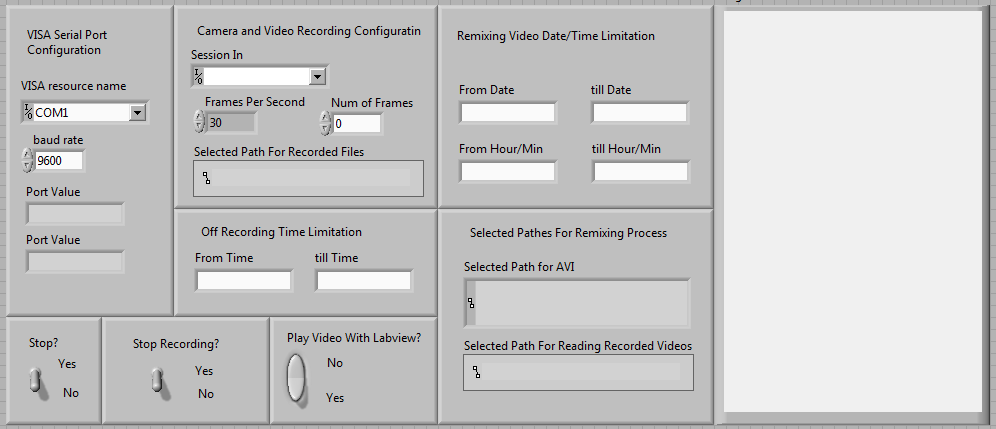 VISA Serial Port
Configuration
VISA resource name
COM1
baud rate
9600
Port Value
Port Value
Camera and Video Recording Configuratin
Session In
Frames Per Second
Num of Frames
30
0
Selected Path For Recorded Files
Off Recording Time Limitation
From Time
till Time
Remixing Video Date/Time Limitation
From Date
till Date
From Hour/Min
till Hour/Min
Selected Pathes For Remixing Process
Selected Path for AVI
Selected Path For Reading Recorded Videos
Stop?
Yes
No
Stop Recording?
Yes
No
Play Video With Labview?
No
Yes